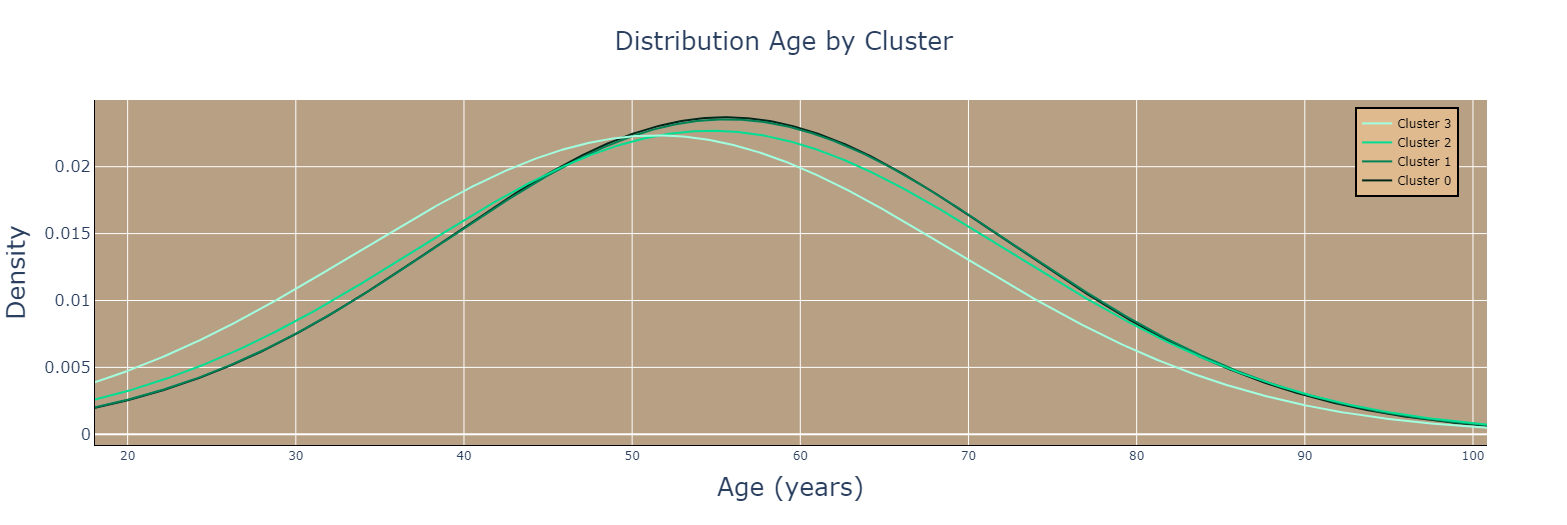 Distribution Age by Cluster
Cluster 3
Cluster 2
Cluster 1
Cluster 0
Density
0.02
0.015
0.01
0.005
0
20 30 40 50 60 70 80 90 100
Age (years)